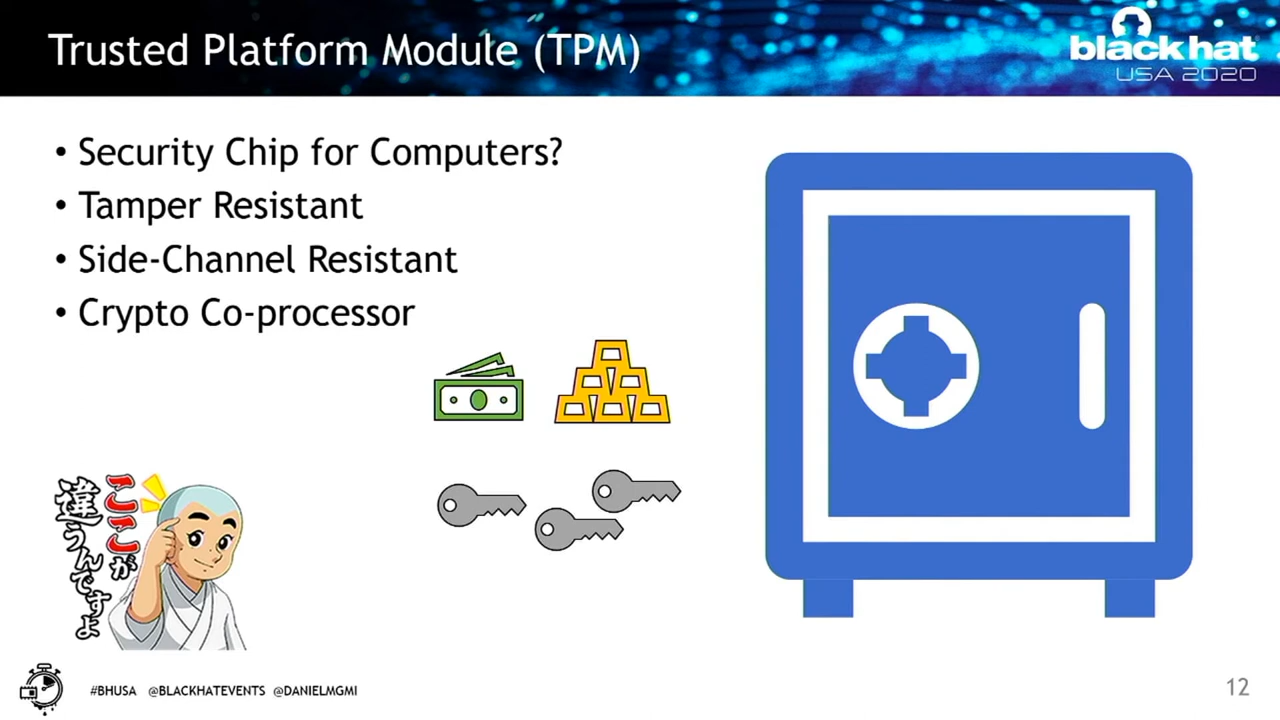 Trusted Platform Module (TPM)
black hat
USA 2020
• Security Chip for Computers?
• Tamper Resistant
• Side-Channel Resistant
• Crypto Co-processor
ここが
違うんですよ
#BHUSA @BLACKHATEVENTS @DANIELMGMI
12